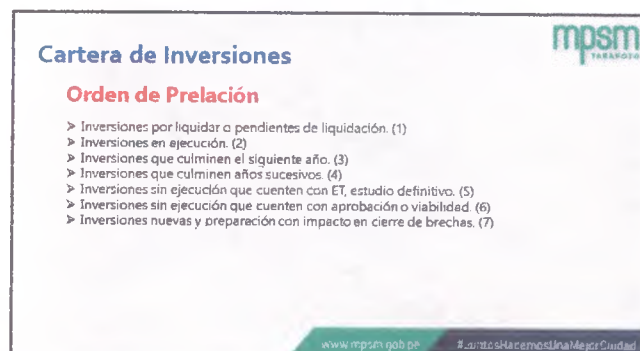 mpsm
TARAPOTO
Cartera de Inversiones
Orden de Prelación
➤ Inversiones por liquidar o pendientes de liquidación. (1)
➤ Inversiones en ejecución. (2)
➤ Inversiones que culminen el siguiente año. (3)
➤ Inversiones que culminen años sucesivos. (4)
➤ Inversiones sin ejecución que cuenten con ET, estudio definitivo. (5)
➤ Inversiones sin ejecución que cuenten con aprobación o viabilidad. (6)
➤ Inversiones nuevas y preparación con impacto en cierre de brechas. (7)
www.mpsm.gob.pe #JuntosHacemosUnaMejorCiudad